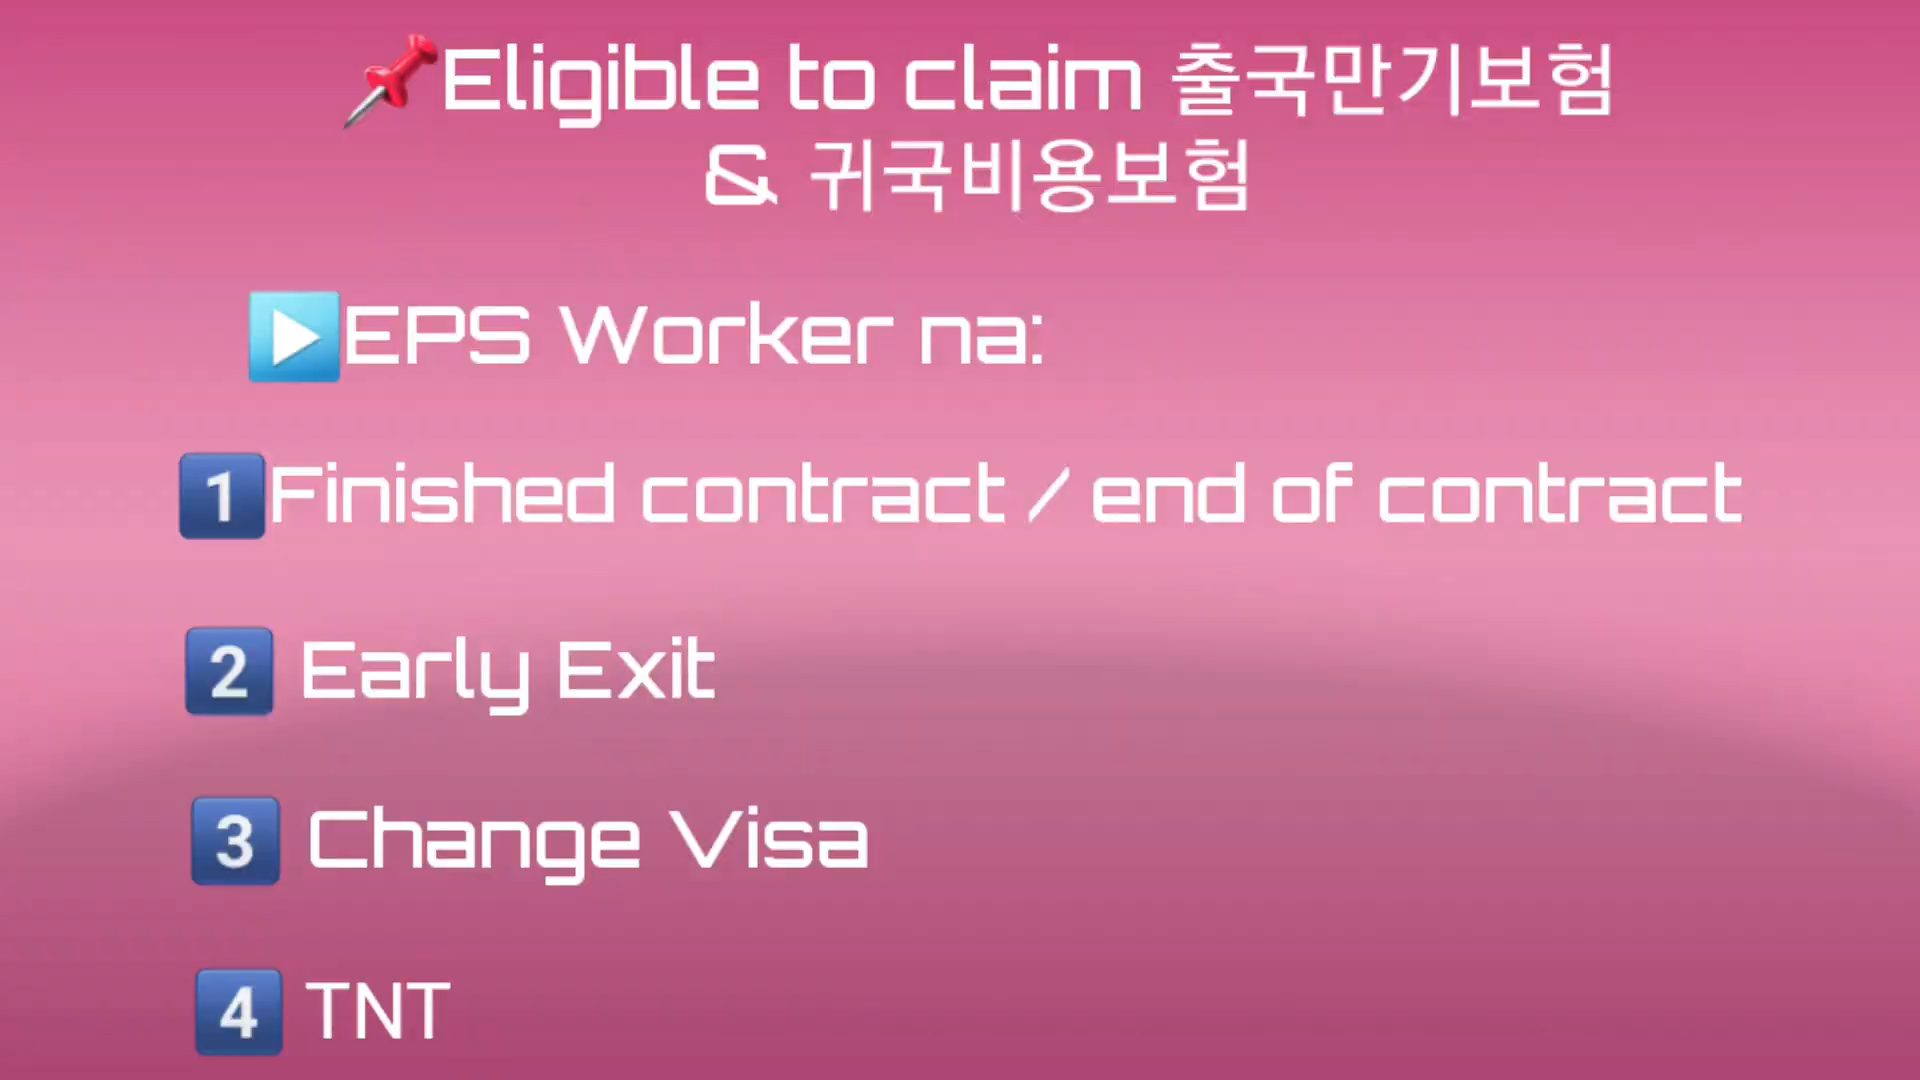 📌Eligible to claim 출국만기보험
& 귀국비용보험
▶️EPS Worker na:
1️⃣Finished contract / end of contract
2️⃣ Early Exit
3️⃣ Change Visa
4️⃣ TNT